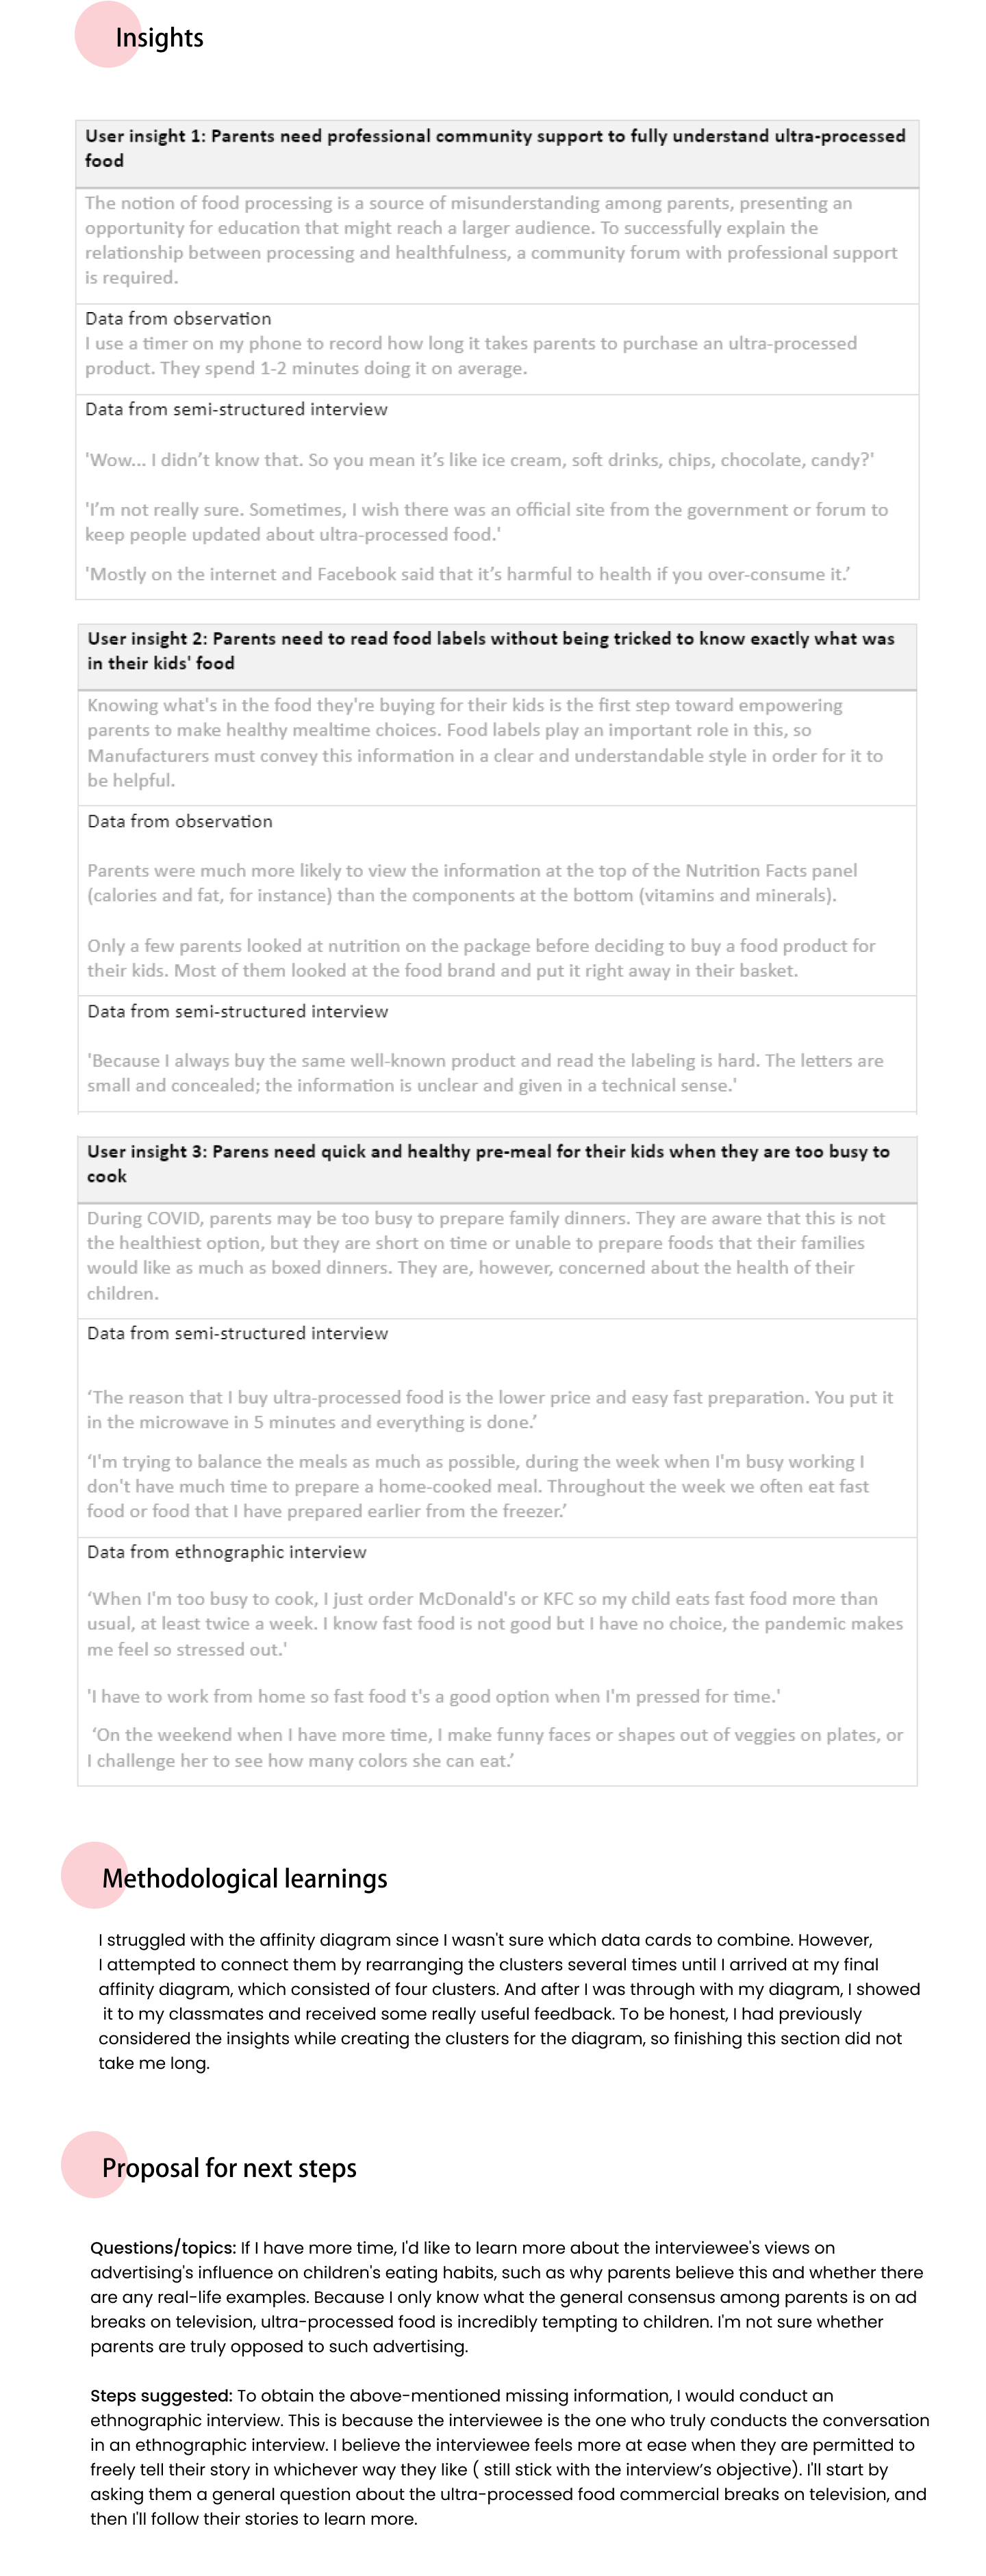 Insights
User insight 1: Parents need professional community support to fully understand ultra-processed
food
The notion of food processing is a source of misunderstanding among parents, presenting an
opportunity for education that might reach a larger audience. To successfully explain the
relationship between processing and healthfulness, a community forum with professional support
is required.
Data from observation
I use a timer on my phone to record how long it takes parents to purchase an ultra-processed
product. They spend 1-2 minutes doing it on average.
Data from semi-structured interview
'Wow... I didn’t know that. So you mean it’s like ice cream, soft drinks, chips, chocolate, candy?'
'I’m not really sure. Sometimes, I wish there was an official site from the government or forum to
keep people updated about ultra-processed food.'
'Mostly on the internet and Facebook said that it’s harmful to health if you over-consume it.’
User insight 2: Parents need to read food labels without being tricked to know exactly what was
in their kids' food
Knowing what's in the food they're buying for their kids is the first step toward empowering
parents to make healthy mealtime choices. Food labels play an important role in this, so
Manufacturers must convey this information in a clear and understandable style in order for it to
be helpful.
Data from observation
Parents were much more likely to view the information at the top of the Nutrition Facts panel
(calories and fat, for instance) than the components at the bottom (vitamins and minerals).
Only a few parents looked at nutrition on the package before deciding to buy a food product for
their kids. Most of them looked at the food brand and put it right away in their basket.
Data from semi-structured interview
'Because I always buy the same well-known product and read the labeling is hard. The letters are
small and concealed; the information is unclear and given in a technical sense.'
User insight 3: Parens need quick and healthy pre-meal for their kids when they are too busy to
cook
During COVID, parents may be too busy to prepare family dinners. They are aware that this is not
the healthiest option, but they are short on time or unable to prepare foods that their families
would like as much as boxed dinners. They are, however, concerned about the health of their
children.
Data from semi-structured interview
‘The reason that I buy ultra-processed food is the lower price and easy fast preparation. You put it
in the microwave in 5 minutes and everything is done.’
‘I'm trying to balance the meals as much as possible, during the week when I'm busy working I
don't have much time to prepare a home-cooked meal. Throughout the week we often eat fast
food or food that I have prepared earlier from the freezer.’
Data from ethnographic interview
‘When I'm too busy to cook, I just order McDonald's or KFC so my child eats fast food more than
usual, at least twice a week. I know fast food is not good but I have no choice, the pandemic makes
me feel so stressed out.'
'I have to work from home so fast food t's a good option when I'm pressed for time.'
‘On the weekend when I have more time, I make funny faces or shapes out of veggies on plates, or
I challenge her to see how many colors she can eat.’
Methodological learnings
I struggled with the affinity diagram since I wasn't sure which data cards to combine. However,
I attempted to connect them by rearranging the clusters several times until I arrived at my final
affinity diagram, which consisted of four clusters. And after I was through with my diagram, I showed
it to my classmates and received some really useful feedback. To be honest, I had previously
considered the insights while creating the clusters for the diagram, so finishing this section did not
take me long.
Proposal for next steps
Questions/topics: If I have more time, I'd like to learn more about the interviewee's views on
advertising's influence on children's eating habits, such as why parents believe this and whether there
are any real-life examples. Because I only know what the general consensus among parents is on ad
breaks on television, ultra-processed food is incredibly tempting to children. I'm not sure whether
parents are truly opposed to such advertising.
Steps suggested: To obtain the above-mentioned missing information, I would conduct an
ethnographic interview. This is because the interviewee is the one who truly conducts the conversation
in an ethnographic interview. I believe the interviewee feels more at ease when they are permitted to
freely tell their story in whichever way they like ( still stick with the interview’s objective). I'll start by
asking them a general question about the ultra-processed food commercial breaks on television, and
then I'll follow their stories to learn more.